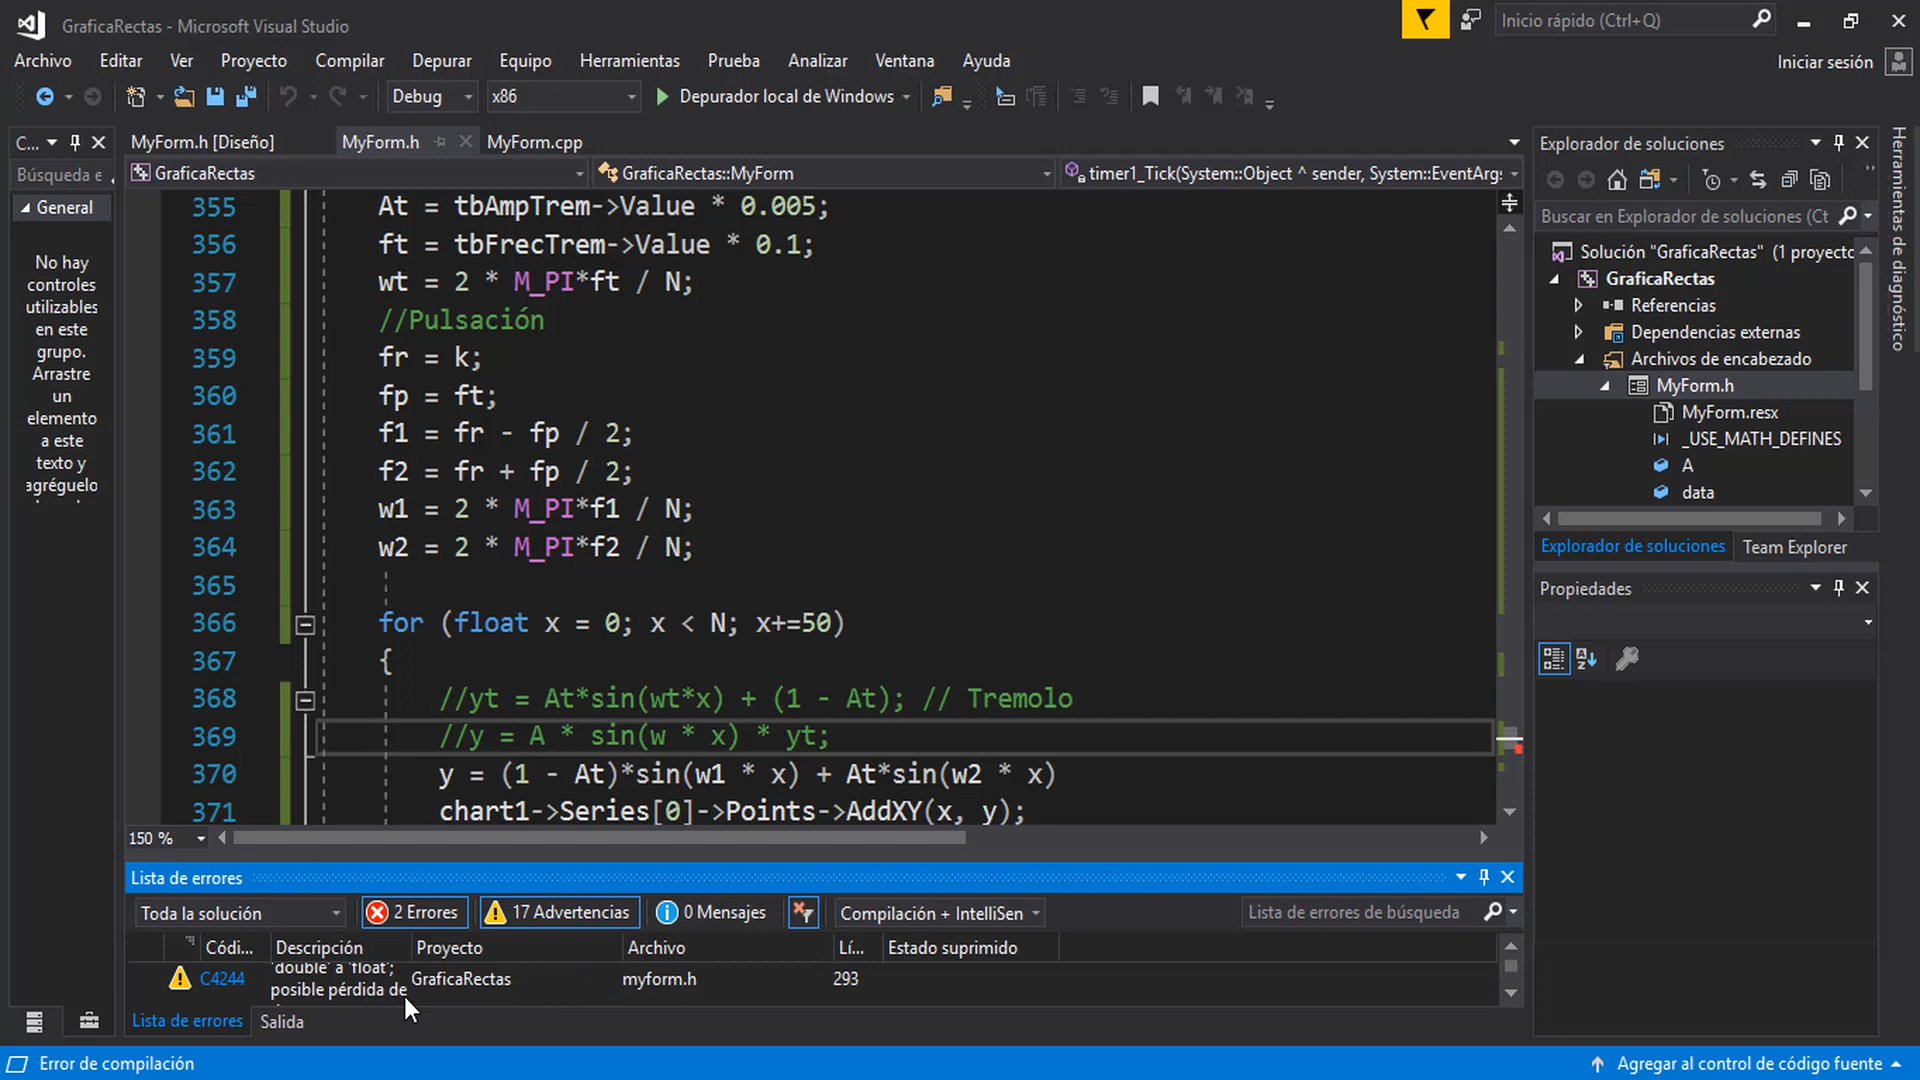 GraficaRectas - Microsoft Visual Studio
Inicio rápido (Ctrl+Q)
Archivo Editar Ver Proyecto Compilar Depurar Equipo Herramientas Prueba Analizar Ventana Ayuda
Iniciar sesión
Debug x86 Depurador local de Windows
C...
MyForm.h [Diseño] MyForm.h MyForm.cpp
Búsqueda e
General
No hay
controles
utilizables
en este
grupo.
Arrastre
un
elemento
a este
texto y
agréguelo
GraficaRectas GraficaRectas::MyForm timer1_Tick(System::Object ^ sender, System::EventArgs
355 At = tbAmpTrem->Value * 0.005;
356 ft = tbFrecTrem->Value * 0.1;
357 wt = 2 * M_PI*ft / N;
358 //Pulsación
359 fr = k;
360 fp = ft;
361 f1 = fr - fp / 2;
362 f2 = fr + fp / 2;
363 w1 = 2 * M_PI*f1 / N;
364 w2 = 2 * M_PI*f2 / N;
365
366 for (float x = 0; x < N; x+=50)
367 {
368 //yt = At*sin(wt*x) + (1 - At); // Tremolo
369 //y = A * sin(w * x) * yt;
370 y = (1 - At)*sin(w1 * x) + At*sin(w2 * x)
371 chart1->Series[0]->Points->AddXY(x, y);
150 %
Lista de errores
Toda la solución 2 Errores 17 Advertencias 0 Mensajes Compilación + IntelliSen Lista de errores de búsqueda
Códi... Descripción Proyecto Archivo Lí... Estado suprimido
'double' a 'float';
C4244 posible pérdida de GraficaRectas myform.h 293
Lista de errores Salida
Explorador de soluciones
Buscar en Explorador de soluciones (Ct
Solución "GraficaRectas" (1 proyecto
GraficaRectas
Referencias
Dependencias externas
Archivos de encabezado
MyForm.h
MyForm.resx
_USE_MATH_DEFINES
A
data
Explorador de soluciones Team Explorer
Propiedades
Herramientas de diagnóstico
Error de compilación
Agregar al control de código fuente